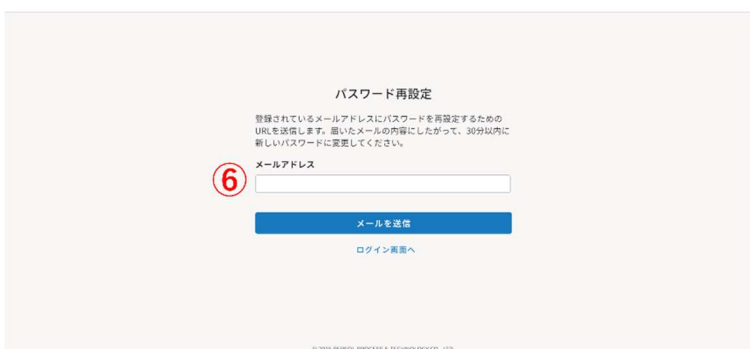 パスワード再設定
登録されているメールアドレスにパスワードを再設定するための
URLを送信します。届いたメールの内容にしたがって、30分以内に
新しいパスワードに変更してください。
メールアドレス
⑥
メールを送信
ログイン画面へ